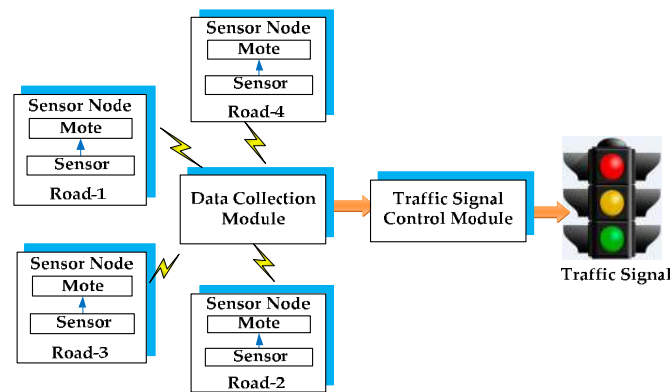 Sensor Node
Mote
Sensor
Road-4
Sensor Node
Mote
Sensor
Road-1
Data Collection
Module
Traffic Signal
Control Module
Traffic Signal
Sensor Node
Mote
Sensor
Road-3
Sensor Node
Mote
Sensor
Road-2